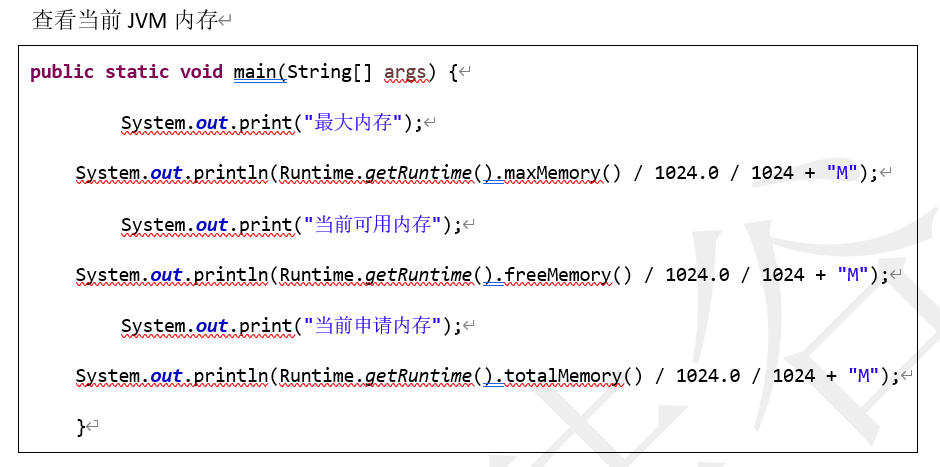 查看当前 JVM 内存↵
public static void main(String[] args) {↵
System.out.print("最大内存");↵
System.out.println(Runtime.getRuntime().maxMemory() / 1024.0 / 1024 + "M");↵
System.out.print("当前可用内存");↵
System.out.println(Runtime.getRuntime().freeMemory() / 1024.0 / 1024 + "M");↵
System.out.print("当前申请内存");↵
System.out.println(Runtime.getRuntime().totalMemory() / 1024.0 / 1024 + "M");↵
}↵